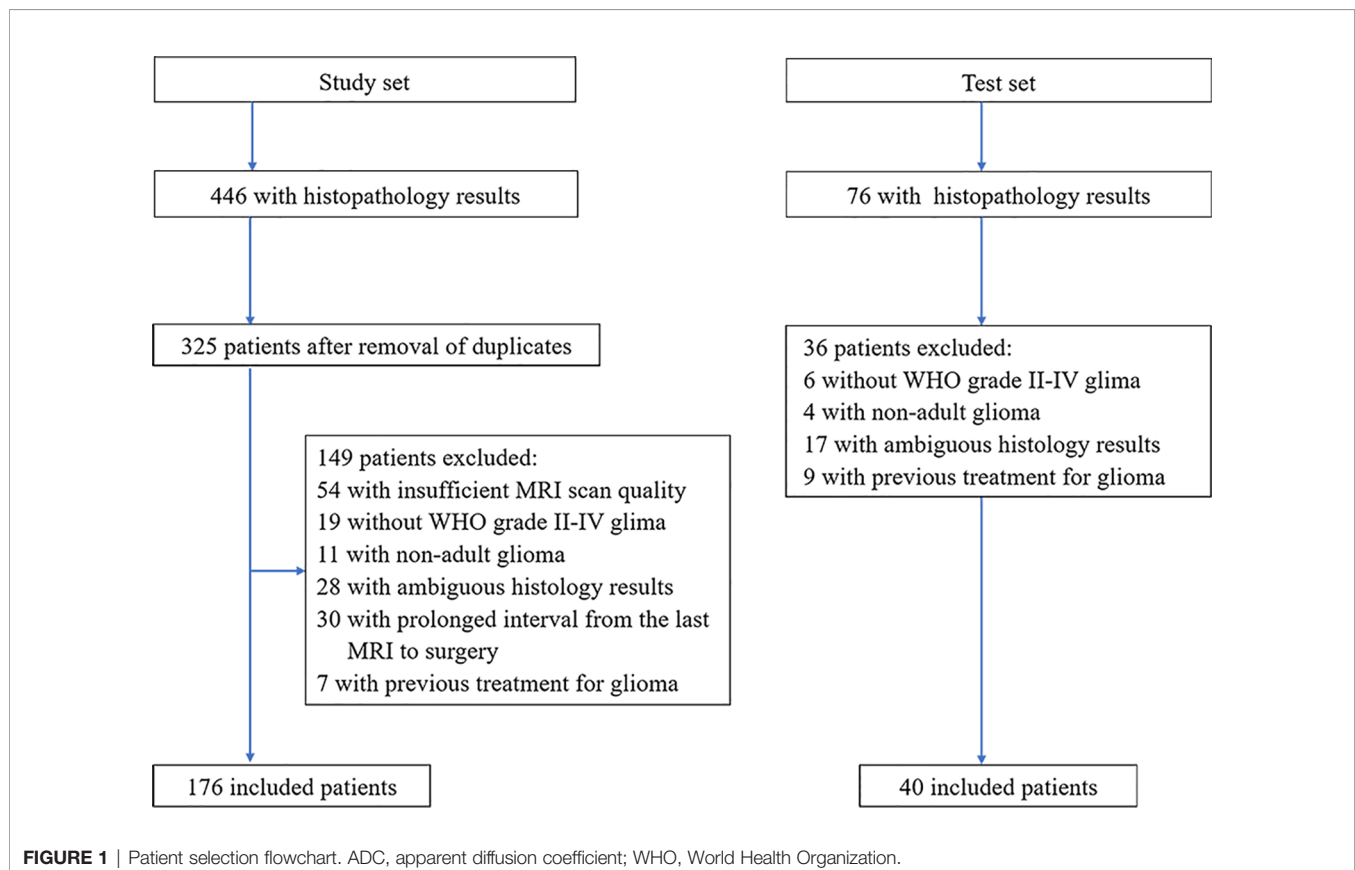 Study set
446 with histopathology results
325 patients after removal of duplicates
149 patients excluded:
54 with insufficient MRI scan quality
19 without WHO grade II-IV glima
11 with non-adult glioma
28 with ambiguous histology results
30 with prolonged interval from the last
MRI to surgery
7 with previous treatment for glioma
176 included patients
Test set
76 with histopathology results
36 patients excluded:
6 without WHO grade II-IV glima
4 with non-adult glioma
17 with ambiguous histology results
9 with previous treatment for glioma
40 included patients
FIGURE 1 | Patient selection flowchart. ADC, apparent diffusion coefficient; WHO, World Health Organization.